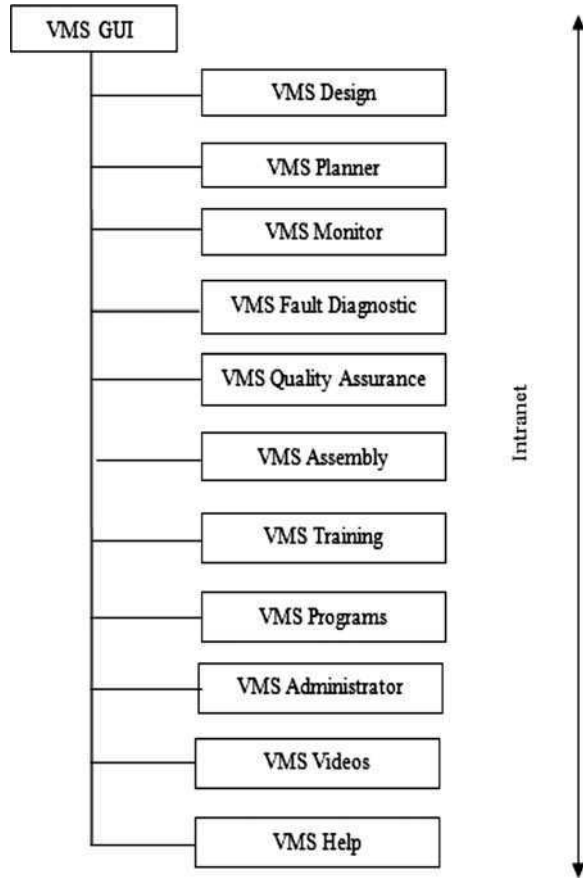 VMS GUI
VMS Design
VMS Planner
VMS Monitor
VMS Fault Diagnostic
VMS Quality Assurance
VMS Assembly
VMS Training
VMS Programs
VMS Administrator
VMS Videos
VMS Help
Intranet